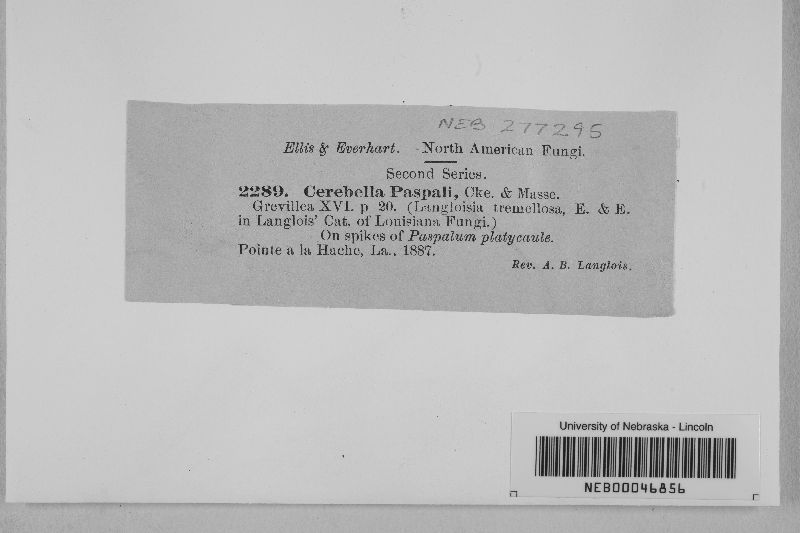 NEB 277295
Ellis & Everhart. - North American Fungi.
Second Series.
2289. Cerebella Paspali, Cke. & Masse.
Grevillea XVI. p 20. (Langloisia tremellosa, E. & E.
in Langlois' Cat. of Louisiana Fungi.)
On spikes of Paspalum platycaule.
Pointe a la Hache, La., 1887.
Rev. A. B. Langlois.
University of Nebraska - Lincoln
NEB00046856